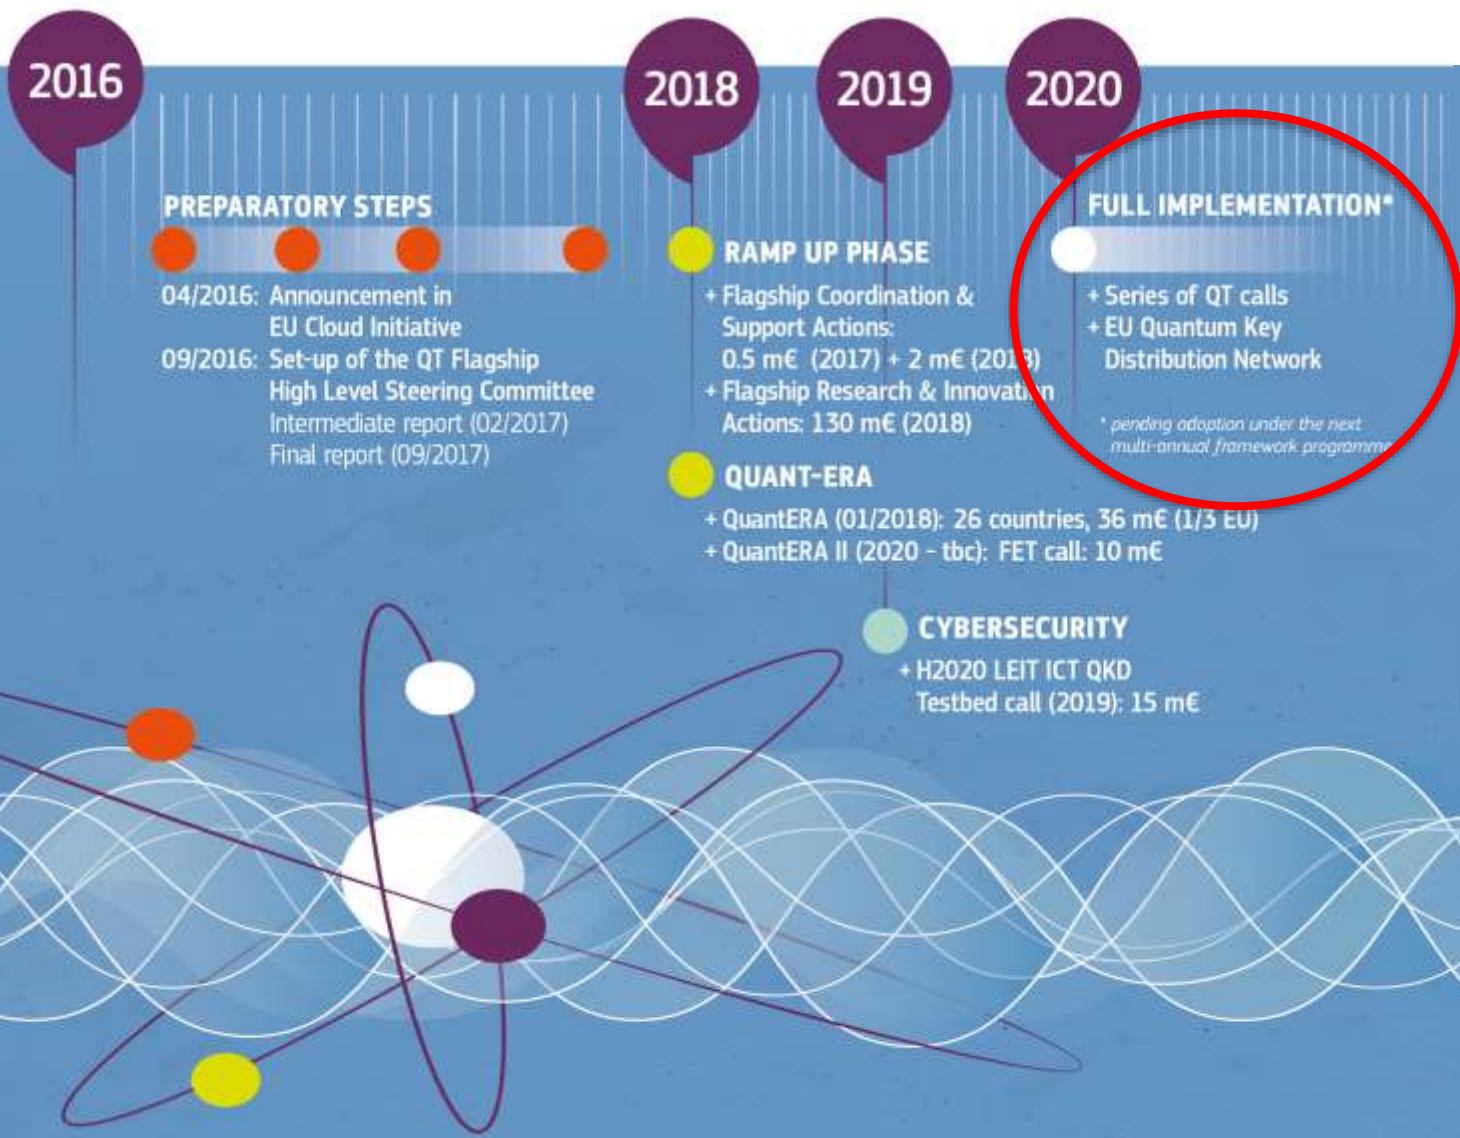 2016
2018
2019
2020
PREPARATORY STEPS
04/2016: Announcement in
EU Cloud Initiative
09/2016: Set-up of the QT Flagship
High Level Steering Committee
Intermediate report (02/2017)
Final report (09/2017)
RAMP UP PHASE
+ Flagship Coordination &
Support Actions:
0.5 m€ (2017) + 2 m€ (2018)
+ Flagship Research & Innovation
Actions: 130 m€ (2018)
QUANT-ERA
+ QuantERA (01/2018): 26 countries, 36 m€ (1/3 EU)
+ QuantERA II (2020 - tbc): FET call: 10 m€
CYBERSECURITY
+ H2020 LEIT ICT QKD
Testbed call (2019): 15 m€
FULL IMPLEMENTATION*
+ Series of QT calls
+ EU Quantum Key
Distribution Network
* pending adoption under the next
multi-annual framework programme